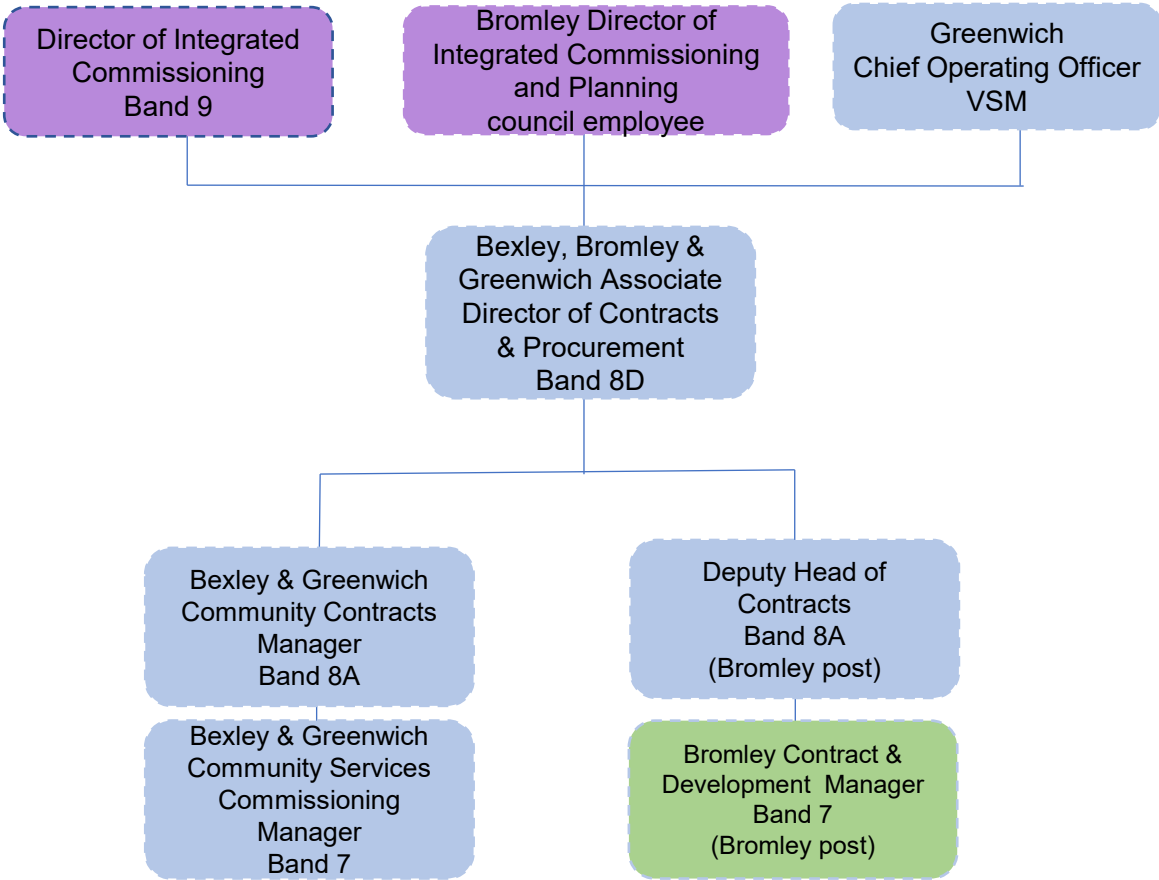 Director of Integrated
Commissioning
Band 9
Bromley Director of
Integrated Commissioning
and Planning
council employee
Greenwich
Chief Operating Officer
VSM
Bexley, Bromley &
Greenwich Associate
Director of Contracts
& Procurement
Band 8D
Bexley & Greenwich
Community Contracts
Manager
Band 8A
Deputy Head of
Contracts
Band 8A
(Bromley post)
Bexley & Greenwich
Community Services
Commissioning
Manager
Band 7
Bromley Contract &
Development Manager
Band 7
(Bromley post)